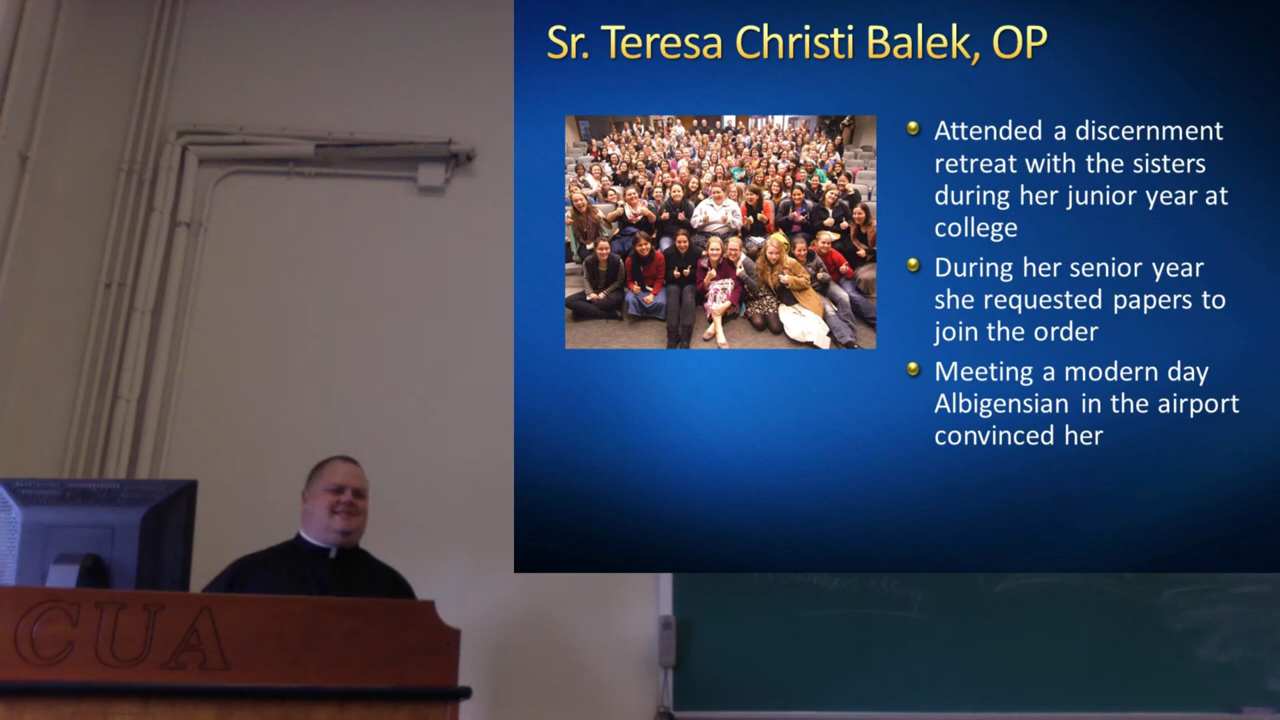 Sr. Teresa Christi Balek, OP
Attended a discernment
retreat with the sisters
during her junior year at
college
During her senior year
she requested papers to
join the order
Meeting a modern day
Albigensian in the airport
convinced her
CUA